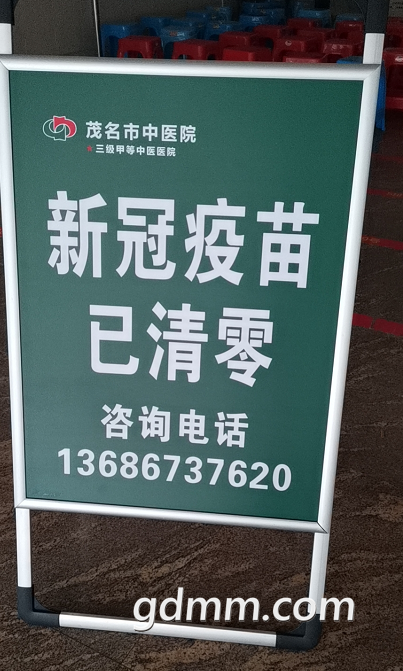 茂名市中医院
三级甲等中医医院
新冠疫苗
已清零
咨询电话
13686737620
gdmm.com